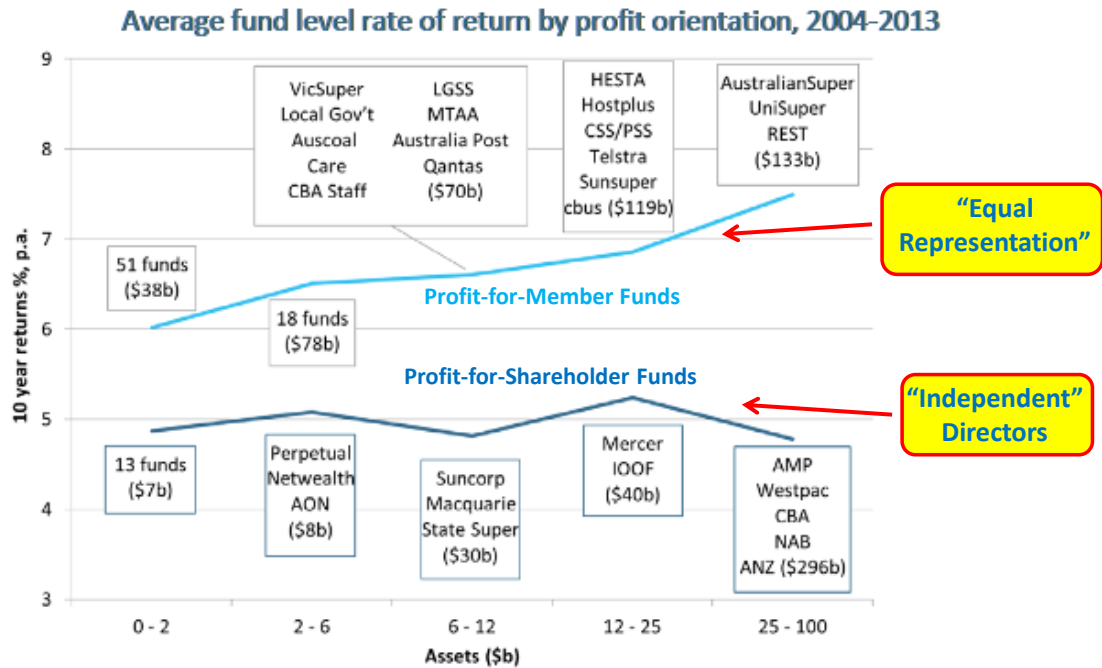 Average fund level rate of return by profit orientation, 2004-2013
10 year returns %, p.a.
9
8
7
6
5
4
3
VicSuper
Local Gov't
Auscoal
Care
CBA Staff
LGSS
MTAA
Australia Post
Qantas
($70b)
HESTA
Hostplus
CSS/PSS
Telstra
Sunsuper
cbus ($119b)
AustralianSuper
UniSuper
REST
($133b)
"Equal
Representation"
51 funds
($38b)
18 funds
($78b)
Profit-for-Member Funds
Profit-for-Shareholder Funds
"Independent"
Directors
13 funds
($7b)
Perpetual
Netwealth
AON
($8b)
Suncorp
Macquarie
State Super
($30b)
Mercer
IOOF
($40b)
AMP
Westpac
CBA
NAB
ANZ ($296b)
0 - 2
2 - 6
6 - 12
12 - 25
25 - 100
Assets ($b)